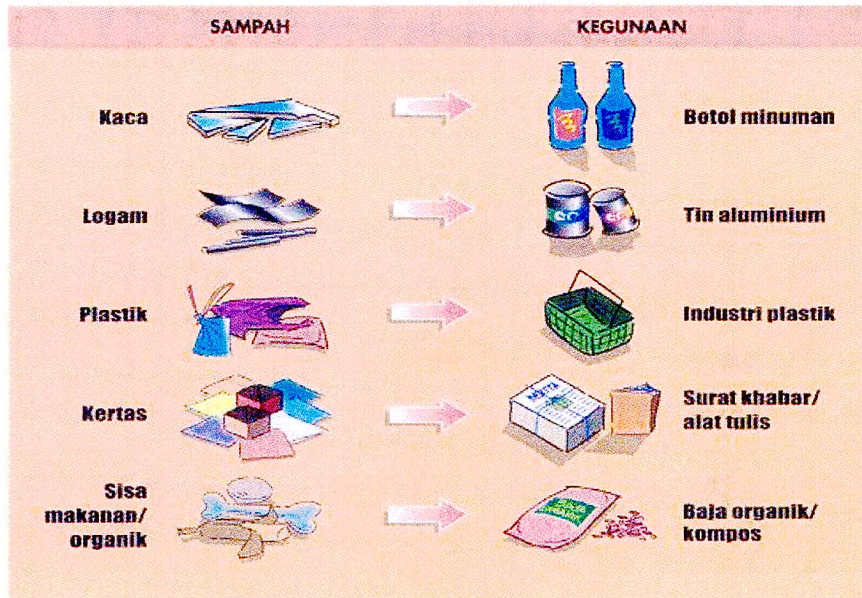 SAMPAH KEGUNAAN
Kaca Botol minuman
Logam Tin aluminium
Plastik Industri plastik
Kertas Surat khabar/
alat tulis
Sisa
makanan/
organik
Baja organik/
kompos